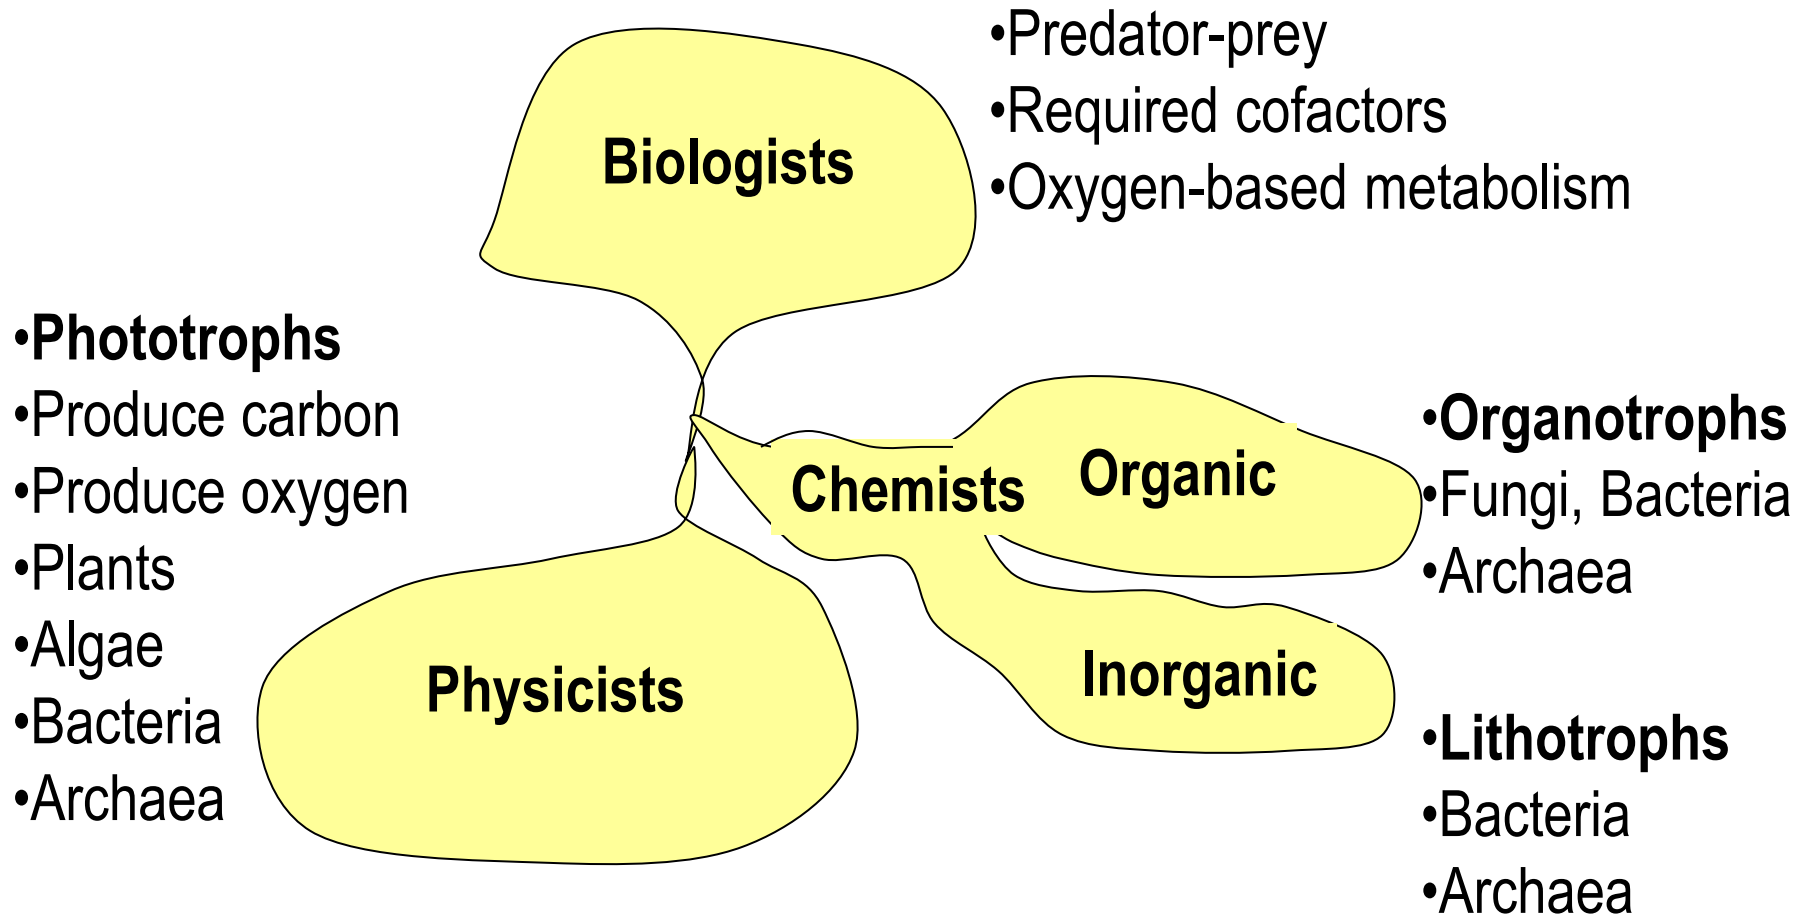 Biologists
•Predator-prey
•Required cofactors
•Oxygen-based metabolism
•Phototrophs
•Produce carbon
•Produce oxygen
•Plants
•Algae
•Bacteria
•Archaea
Physicists
Chemists
Organic
•Organotrophs
•Fungi, Bacteria
•Archaea
Inorganic
•Lithotrophs
•Bacteria
•Archaea